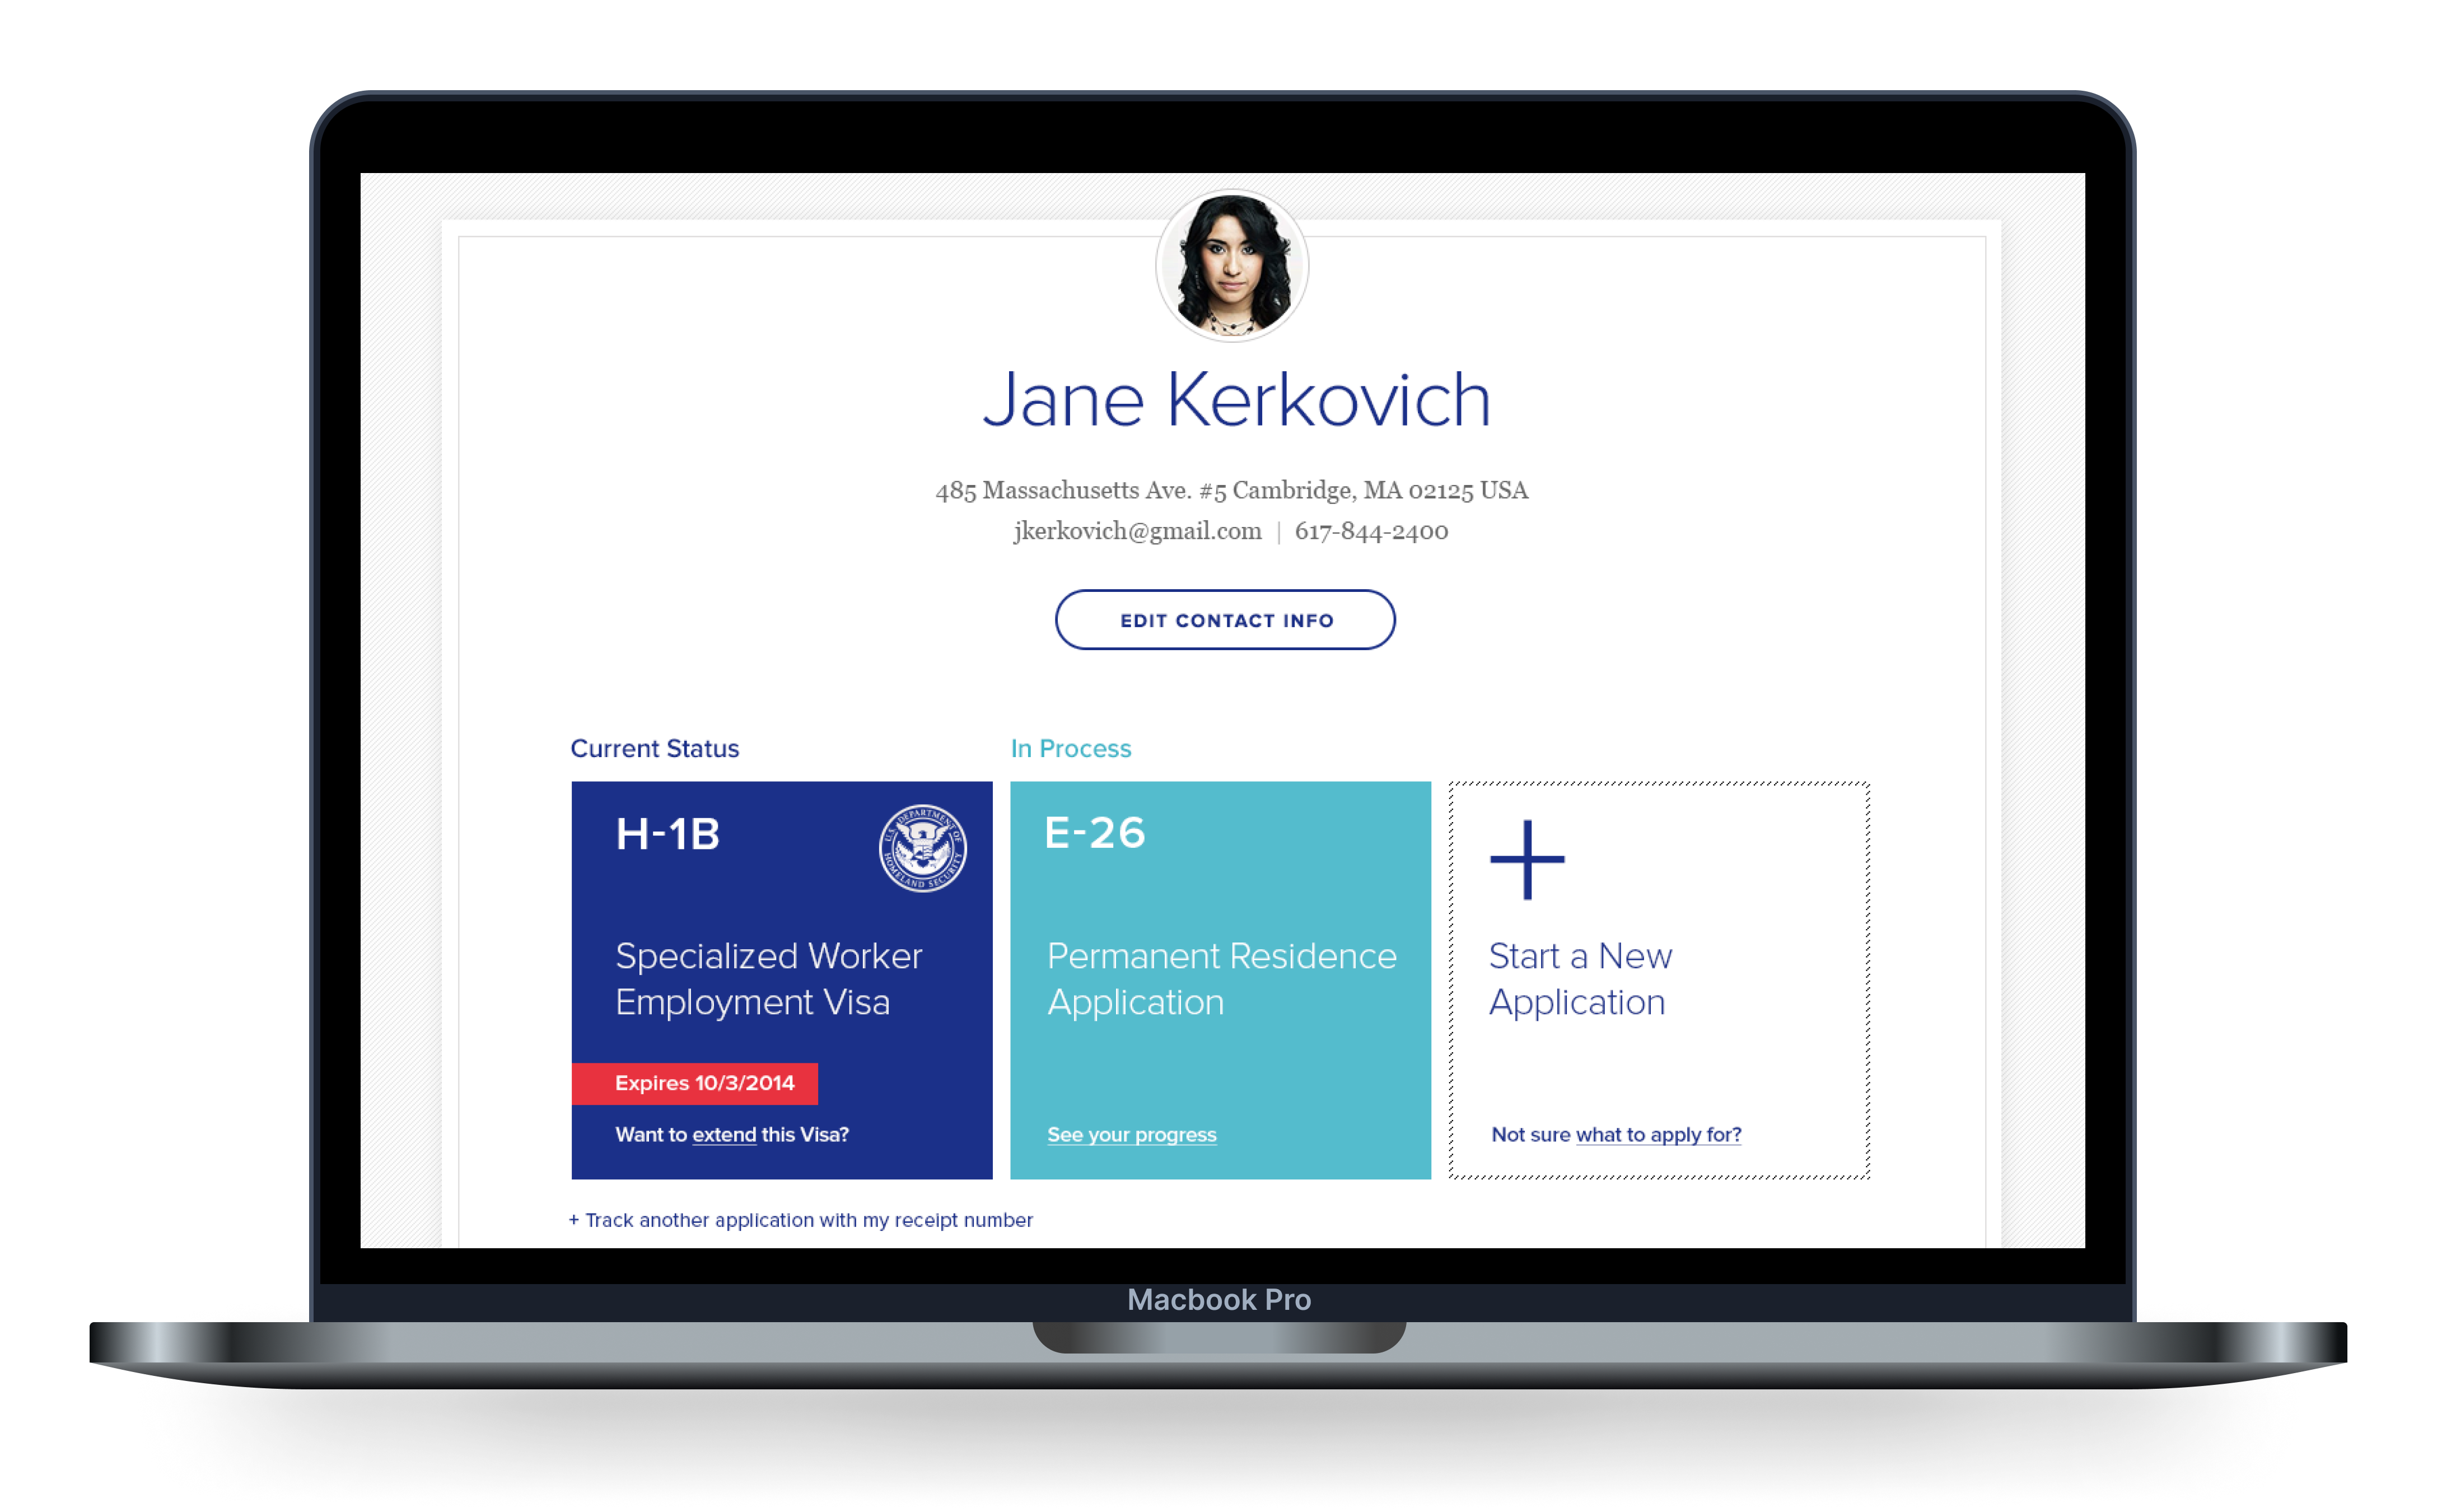 Jane Kerkovich
485 Massachusetts Ave. #5 Cambridge, MA 02125 USA
jkerkovich@gmail.com | 617-844-2400
EDIT CONTACT INFO
Current Status
H-1B
U.S. DEPARTMENT OF HOMELAND SECURITY
Specialized Worker
Employment Visa
Expires 10/3/2014
Want to extend this Visa?
In Process
E-26
Permanent Residence
Application
See your progress
+
Start a New
Application
Not sure what to apply for?
+ Track another application with my receipt number
Macbook Pro